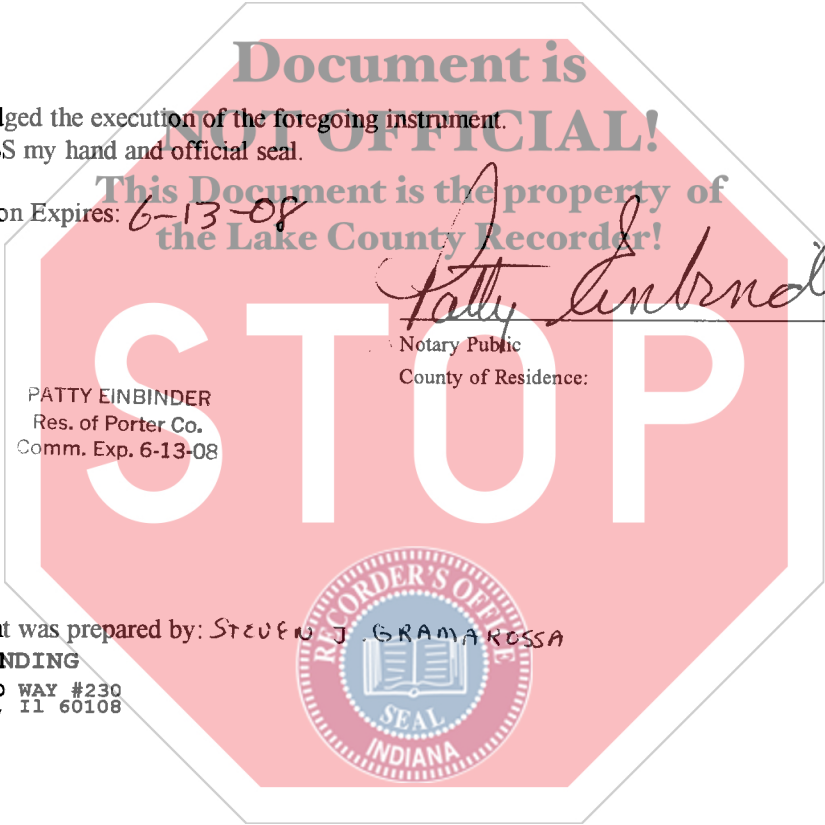 Document is
NOT OFFICIAL!
This Document is the property of
the Lake County Recorder!
lged the execution of the foregoing instrument.
S my hand and official seal.
on Expires: 6-13-08
Patty Einbind
Notary Public
County of Residence:
STOP
PATTY EINBINDER
Res. of Porter Co.
Comm. Exp. 6-13-08
t was prepared by: STEVEN J GRAMAROSSA
NDING
WAY #230
Il 60108
RECORDER'S OFFICE
SEAL
INDIANA